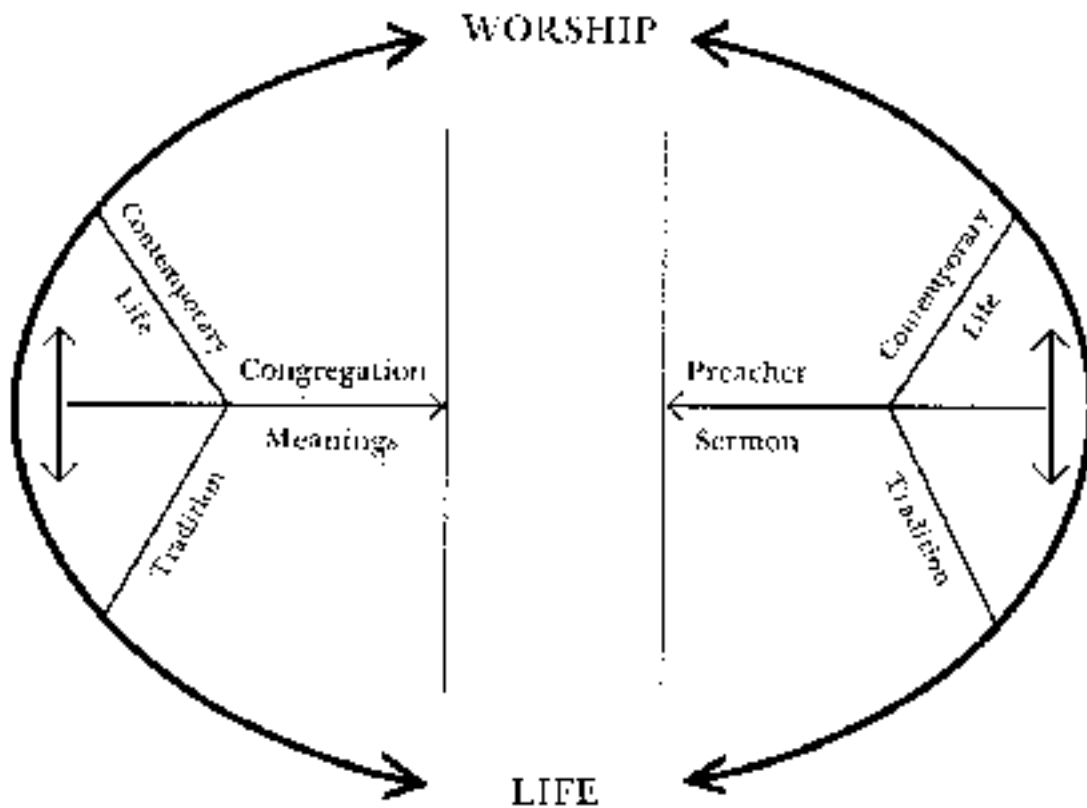 WORSHIP
Contemporary
Life
Congregation
Meanings
Tradition
Contemporary
Life
Preacher
Sermon
Tradition
LIFE